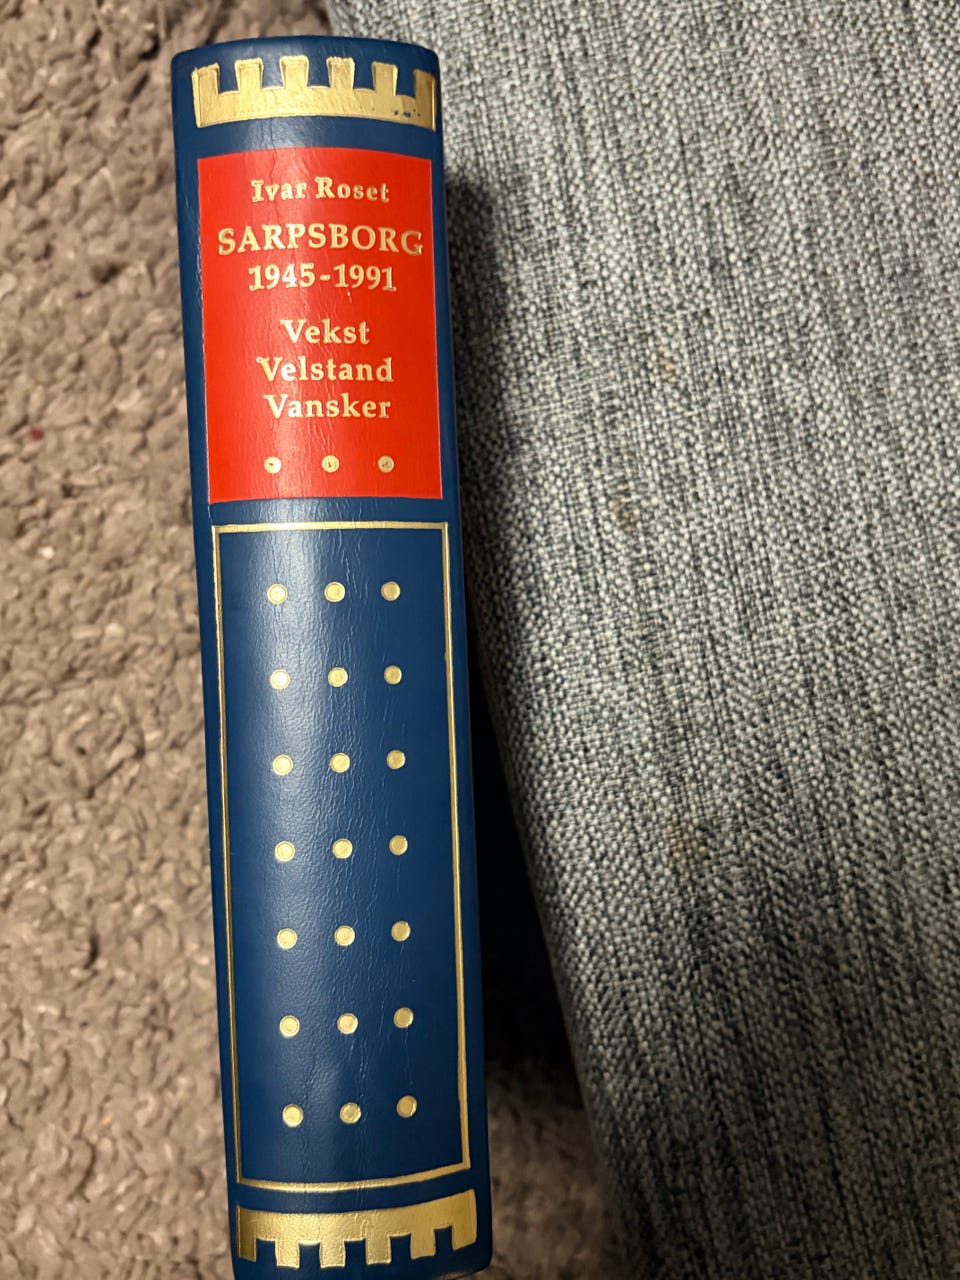 Ivar Roset
SARPSBORG
1945-1991
Vekst
Velstand
Vansker